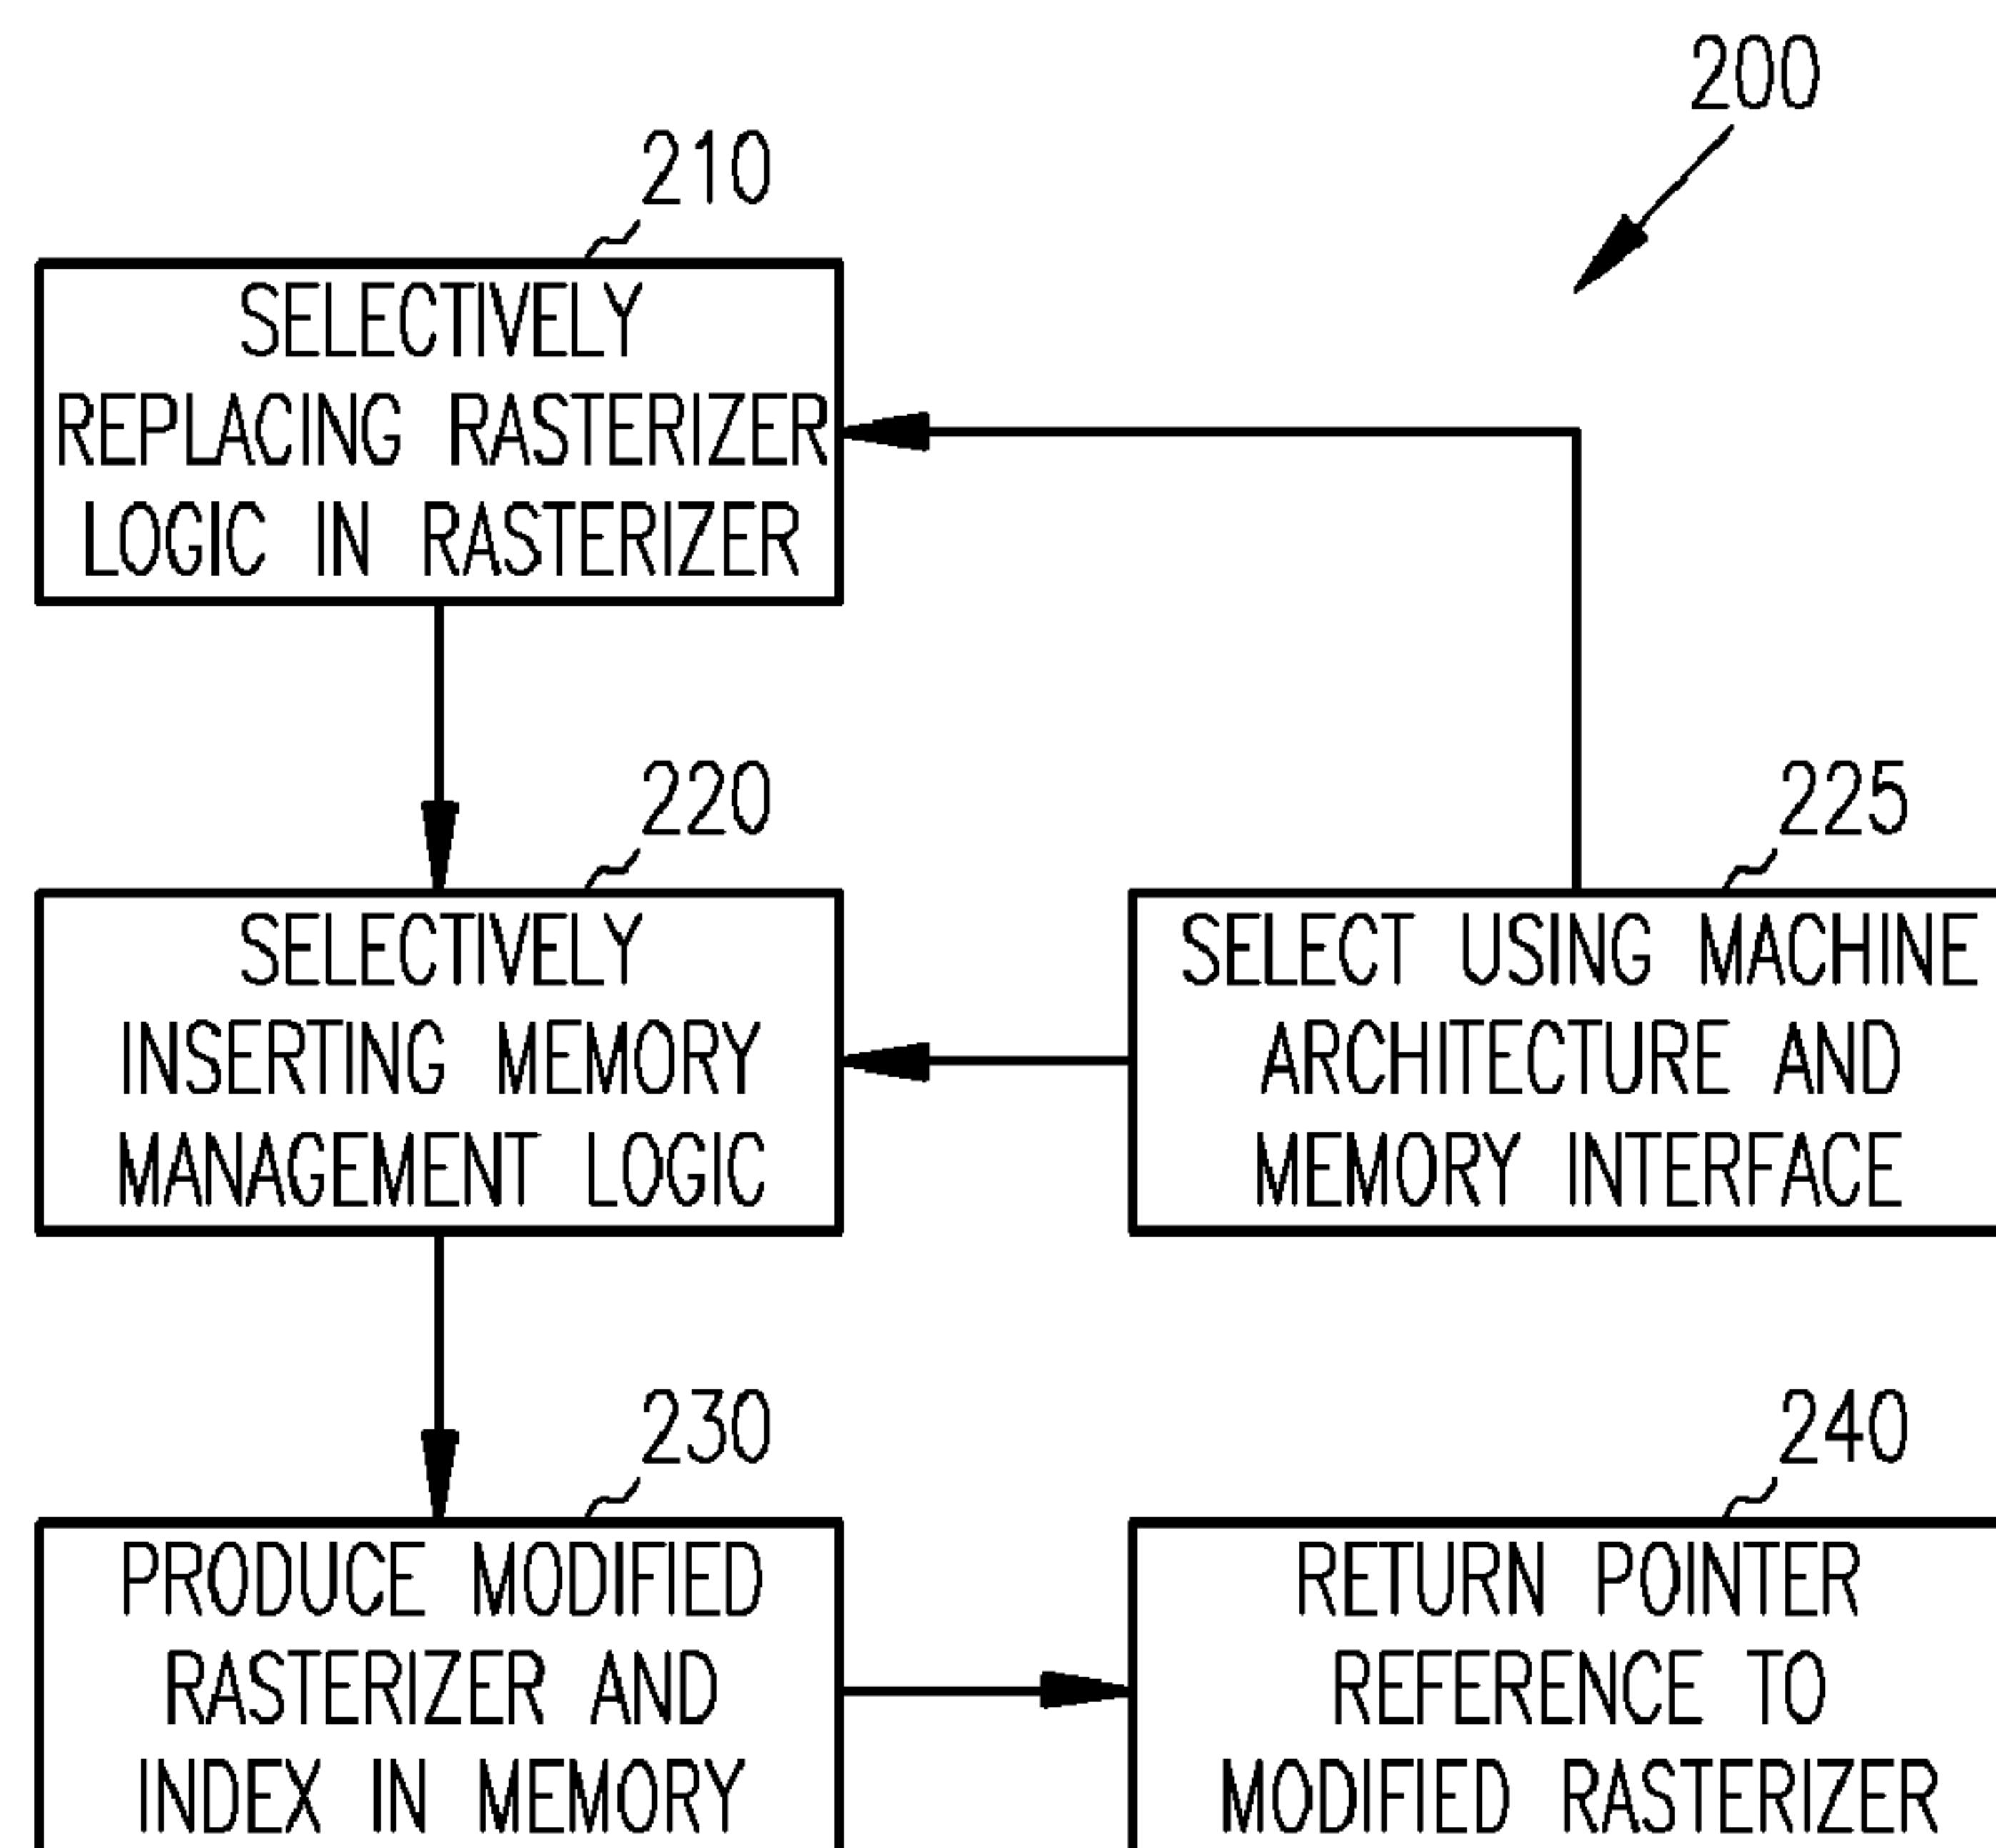 200
210
SELECTIVELY
REPLACING RASTERIZER
LOGIC IN RASTERIZER
220
SELECTIVELY
INSERTING MEMORY
MANAGEMENT LOGIC
225
SELECT USING MACHINE
ARCHITECTURE AND
MEMORY INTERFACE
230
PRODUCE MODIFIED
RASTERIZER AND
INDEX IN MEMORY
240
RETURN POINTER
REFERENCE TO
MODIFIED RASTERIZER